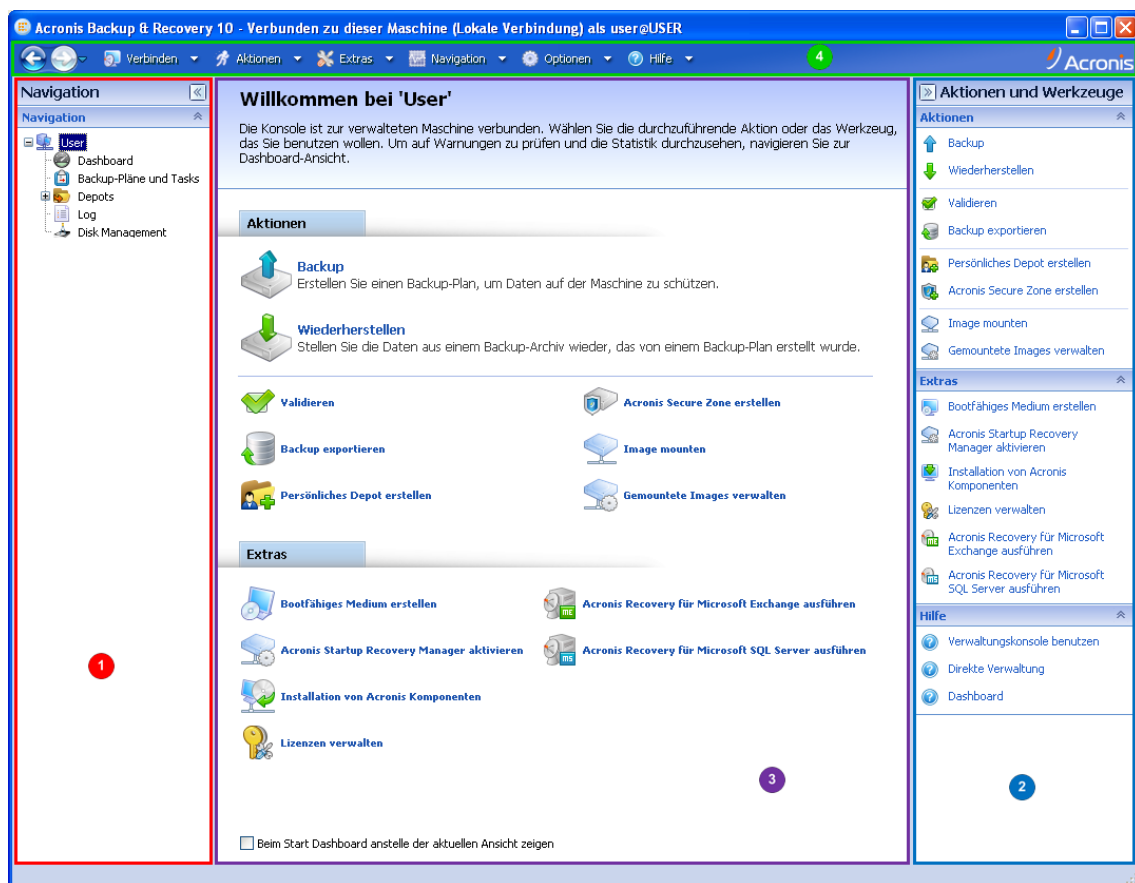 Acronis Backup & Recovery 10 - Verbunden zu dieser Maschine (Lokale Verbindung) als user@USER
Verbinden
Aktionen
Extras
Navigation
Optionen
Hilfe
4
Acronis
Navigation
Navigation
User
Dashboard
Backup-Pläne und Tasks
Depots
Log
Disk Management
1
Willkommen bei 'User'
Die Konsole ist zur verwalteten Maschine verbunden. Wählen Sie die durchzuführende Aktion oder das Werkzeug,
das Sie benutzen wollen. Um auf Warnungen zu prüfen und die Statistik durchzusehen, navigieren Sie zur
Dashboard-Ansicht.
Aktionen
Backup
Erstellen Sie einen Backup-Plan, um Daten auf der Maschine zu schützen.
Wiederherstellen
Stellen Sie die Daten aus einem Backup-Archiv wieder, das von einem Backup-Plan erstellt wurde.
Validieren
Acronis Secure Zone erstellen
Backup exportieren
Image mounten
Persönliches Depot erstellen
Gemountete Images verwalten
Extras
Bootfähiges Medium erstellen
ME
Acronis Recovery für Microsoft Exchange ausführen
Acronis Startup Recovery Manager aktivieren
MS
Acronis Recovery für Microsoft SQL Server ausführen
Installation von Acronis Komponenten
Lizenzen verwalten
3
Beim Start Dashboard anstelle der aktuellen Ansicht zeigen
Aktionen und Werkzeuge
Aktionen
Backup
Wiederherstellen
Validieren
Backup exportieren
Persönliches Depot erstellen
Acronis Secure Zone erstellen
Image mounten
Gemountete Images verwalten
Extras
Bootfähiges Medium erstellen
Acronis Startup Recovery
Manager aktivieren
Installation von Acronis
Komponenten
Lizenzen verwalten
ME
Acronis Recovery für Microsoft
Exchange ausführen
MS
Acronis Recovery für Microsoft
SQL Server ausführen
Hilfe
Verwaltungskonsole benutzen
Direkte Verwaltung
Dashboard
2